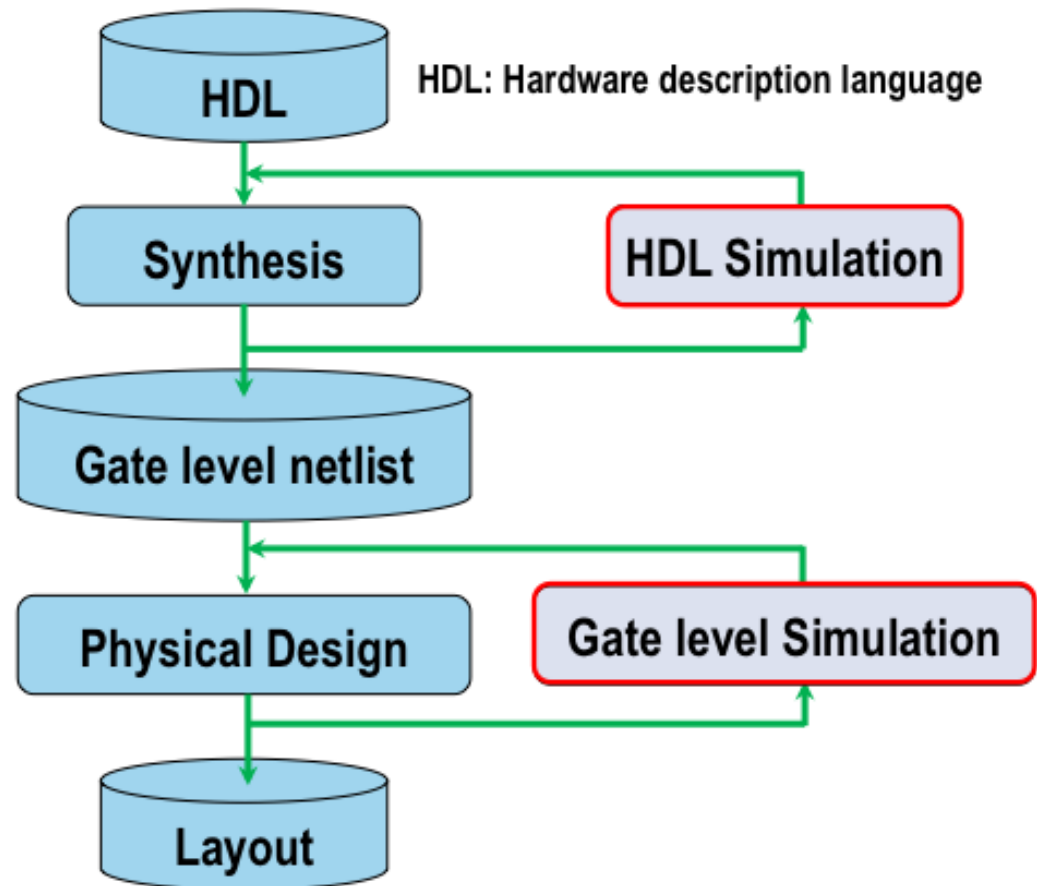 HDL
HDL: Hardware description language
Synthesis
HDL Simulation
Gate level netlist
Physical Design
Gate level Simulation
Layout